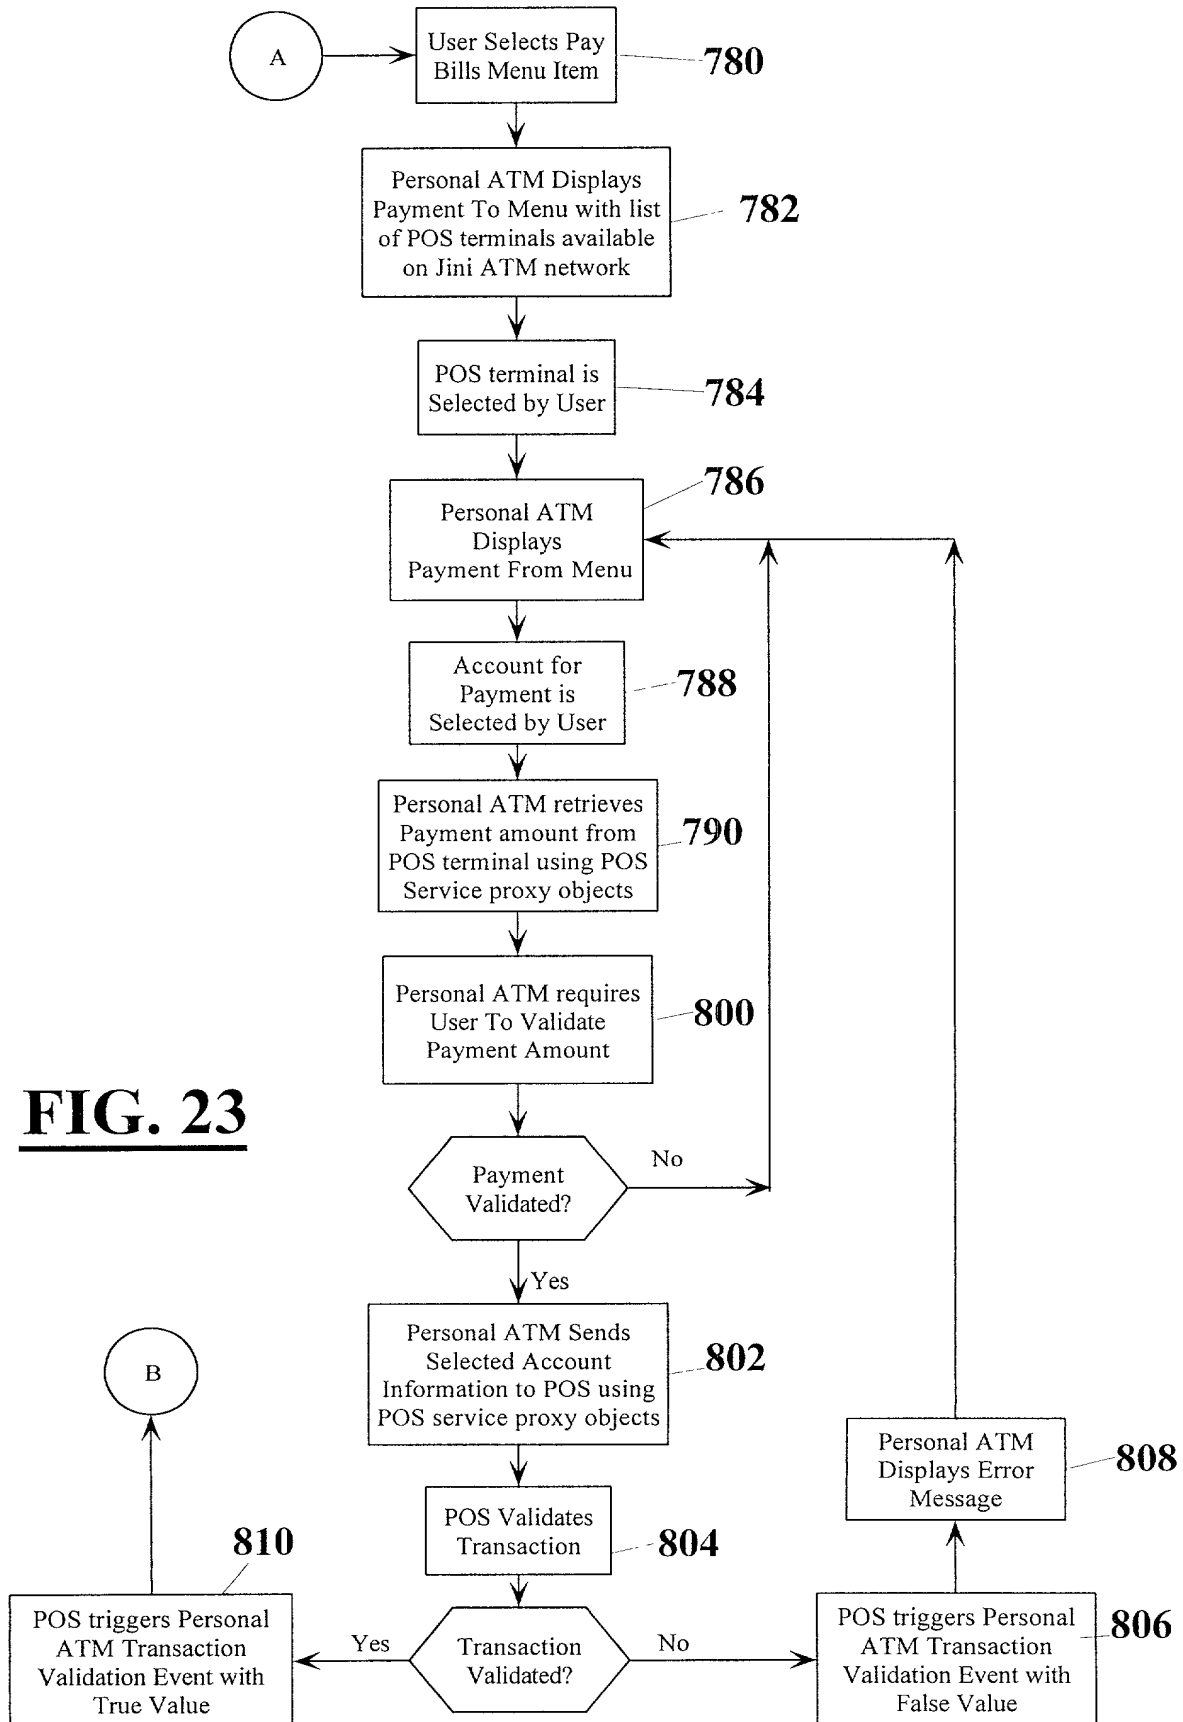 A
User Selects Pay
Bills Menu Item
780
Personal ATM Displays
Payment To Menu with list
of POS terminals available
on Jini ATM network
782
POS terminal is
Selected by User
784
786
Personal ATM
Displays
Payment From Menu
Account for
Payment is
Selected by User
788
Personal ATM retrieves
Payment amount from
POS terminal using POS
Service proxy objects
790
Personal ATM requires
User To Validate
Payment Amount
800
FIG. 23
Payment
Validated?
No
Yes
Personal ATM Sends
Selected Account
Information to POS using
POS service proxy objects
802
B
Personal ATM
Displays Error
Message
808
POS Validates
Transaction
804
810
POS triggers Personal
ATM Transaction
Validation Event with
True Value
Yes
Transaction
Validated?
No
POS triggers Personal
ATM Transaction
Validation Event with
False Value
806